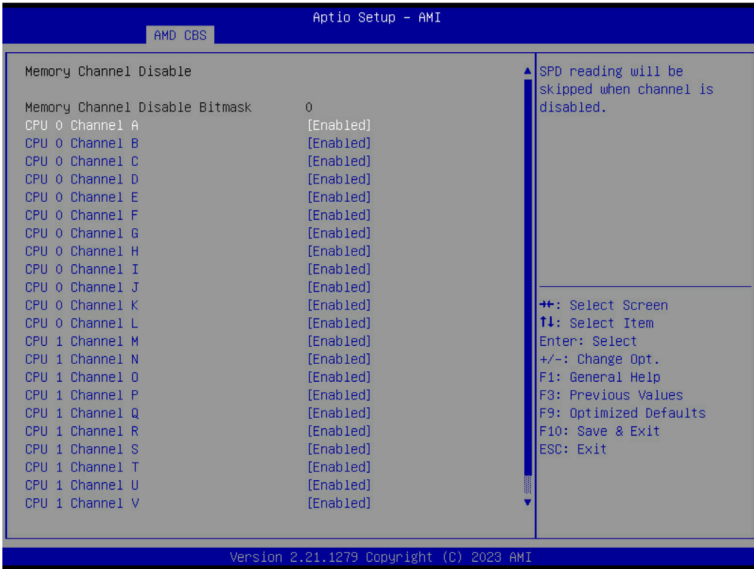 Aptio Setup – AMI
AMD CBS
Memory Channel Disable
Memory Channel Disable Bitmask 0
CPU 0 Channel A [Enabled]
CPU 0 Channel B [Enabled]
CPU 0 Channel C [Enabled]
CPU 0 Channel D [Enabled]
CPU 0 Channel E [Enabled]
CPU 0 Channel F [Enabled]
CPU 0 Channel G [Enabled]
CPU 0 Channel H [Enabled]
CPU 0 Channel I [Enabled]
CPU 0 Channel J [Enabled]
CPU 0 Channel K [Enabled]
CPU 0 Channel L [Enabled]
CPU 1 Channel M [Enabled]
CPU 1 Channel N [Enabled]
CPU 1 Channel O [Enabled]
CPU 1 Channel P [Enabled]
CPU 1 Channel Q [Enabled]
CPU 1 Channel R [Enabled]
CPU 1 Channel S [Enabled]
CPU 1 Channel T [Enabled]
CPU 1 Channel U [Enabled]
CPU 1 Channel V [Enabled]
SPD reading will be
skipped when channel is
disabled.
→←: Select Screen
↑↓: Select Item
Enter: Select
+/-: Change Opt.
F1: General Help
F3: Previous Values
F9: Optimized Defaults
F10: Save & Exit
ESC: Exit
Version 2.21.1279 Copyright (C) 2023 AMI